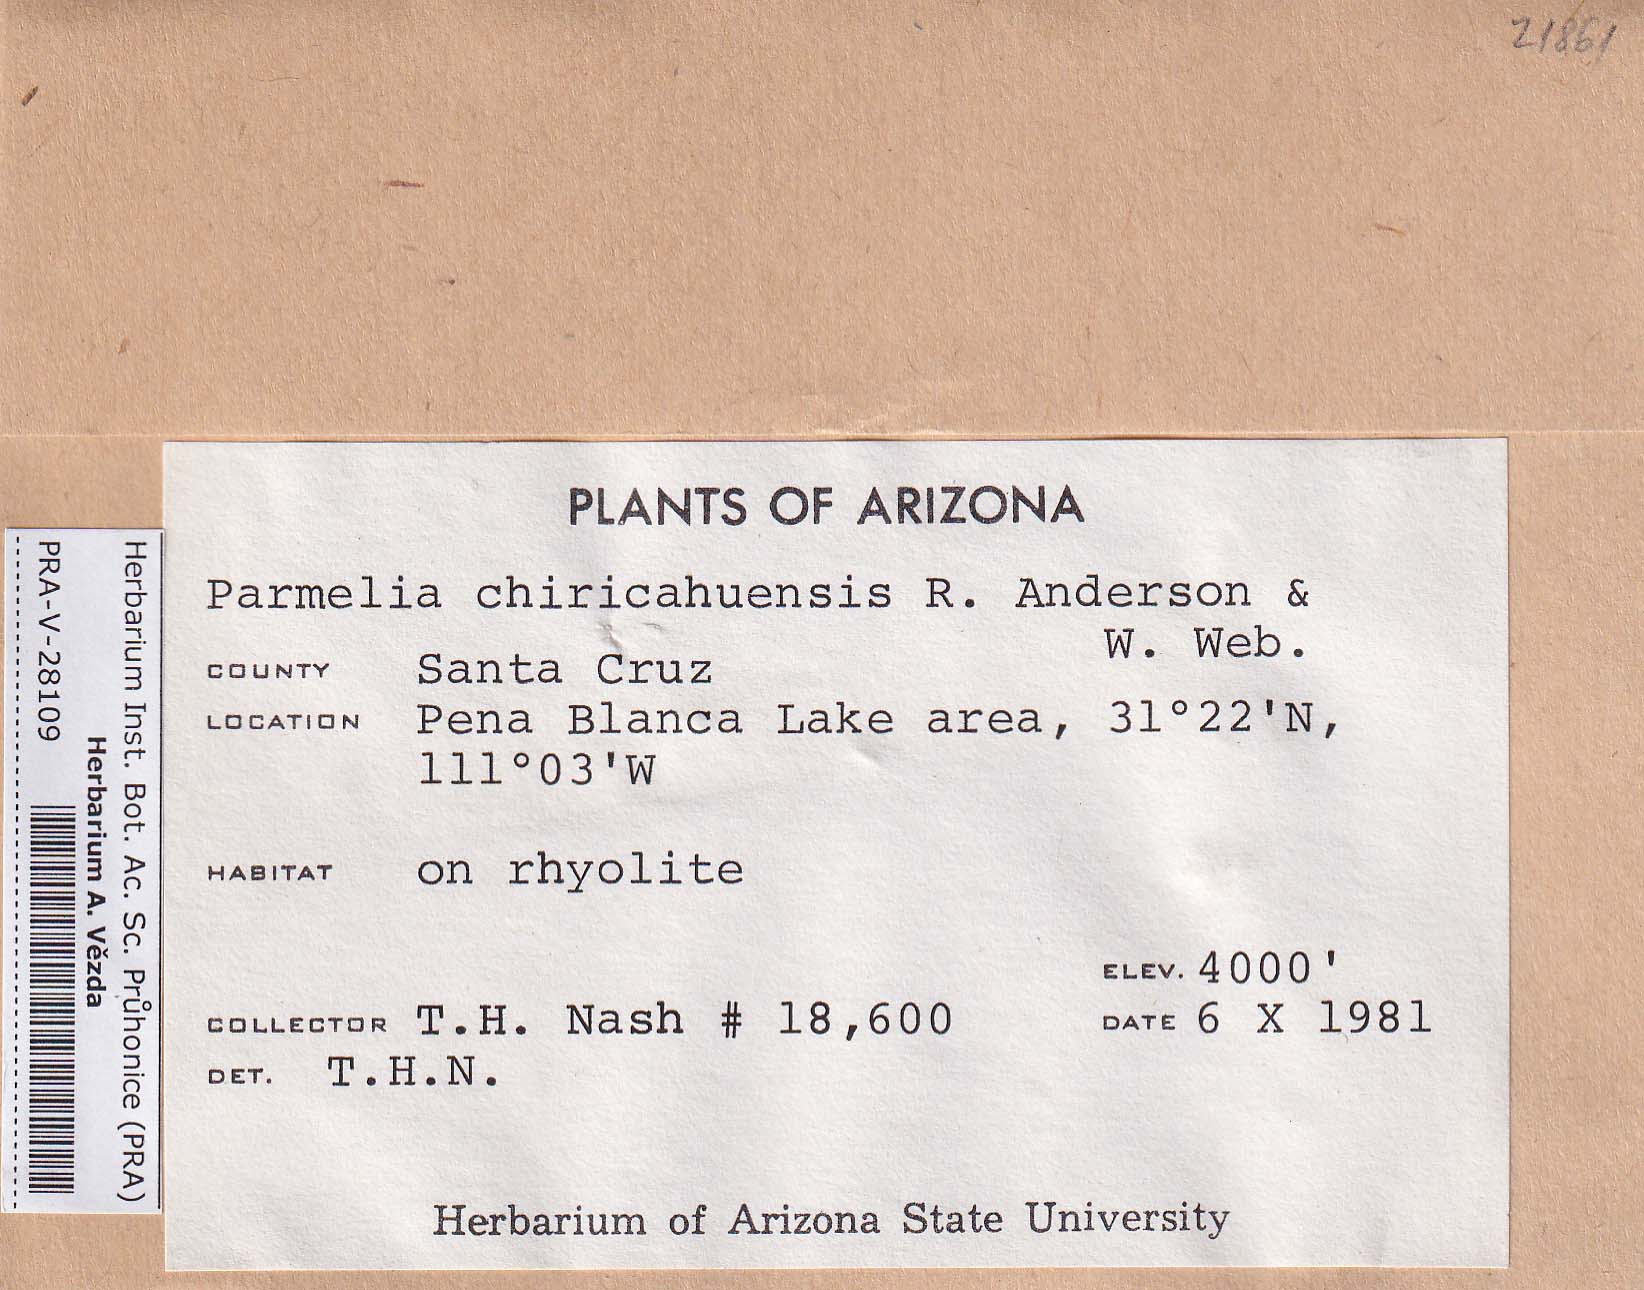 21861
PLANTS OF ARIZONA
Parmelia chiricahuensis R. Anderson &
W. Web.
COUNTY Santa Cruz
LOCATION Pena Blanca Lake area, 31°22'N,
111°03'W
HABITAT on rhyolite
ELEV. 4000'
COLLECTOR T.H. Nash # 18,600 DATE 6 X 1981
DET. T.H.N.
Herbarium of Arizona State University
Herbarium Inst. Bot. Ac. Sc. Průhonice (PRA)
Herbarium A. Vězda
PRA-V-28109